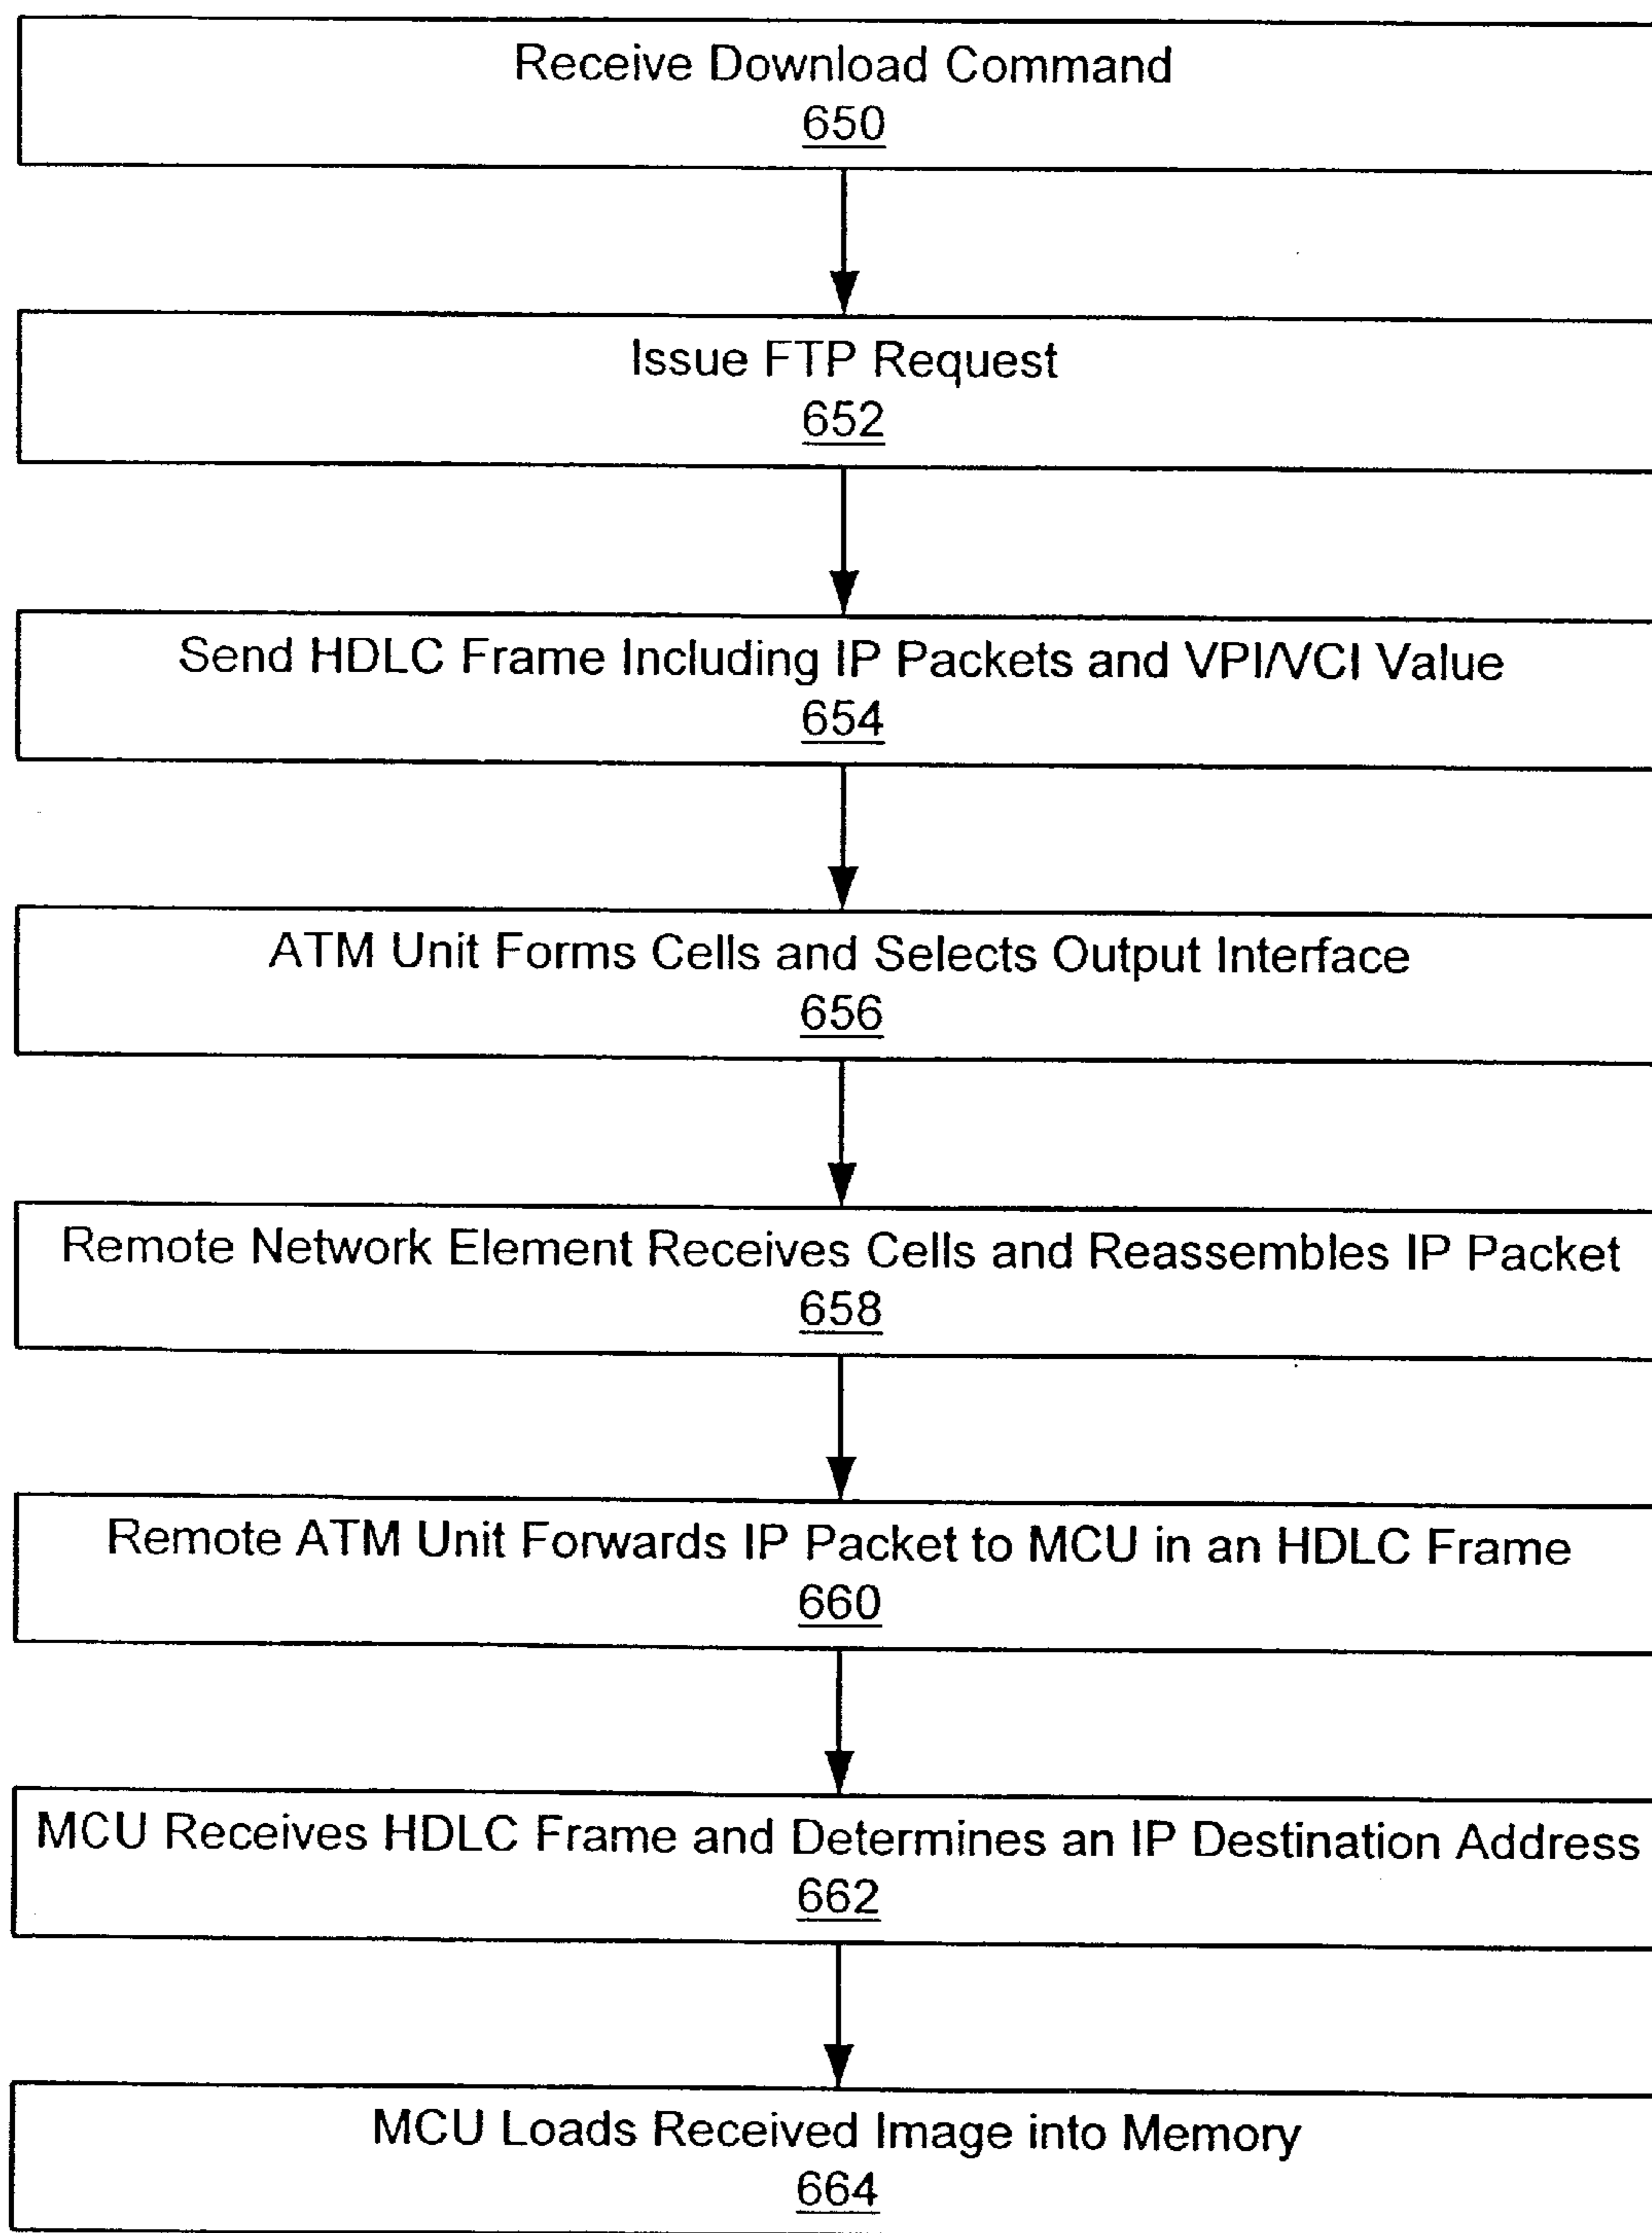 Receive Download Command
650
Issue FTP Request
652
Send HDLC Frame Including IP Packets and VPI/VCI Value
654
ATM Unit Forms Cells and Selects Output Interface
656
Remote Network Element Receives Cells and Reassembles IP Packet
658
Remote ATM Unit Forwards IP Packet to MCU in an HDLC Frame
660
MCU Receives HDLC Frame and Determines an IP Destination Address
662
MCU Loads Received Image into Memory
664